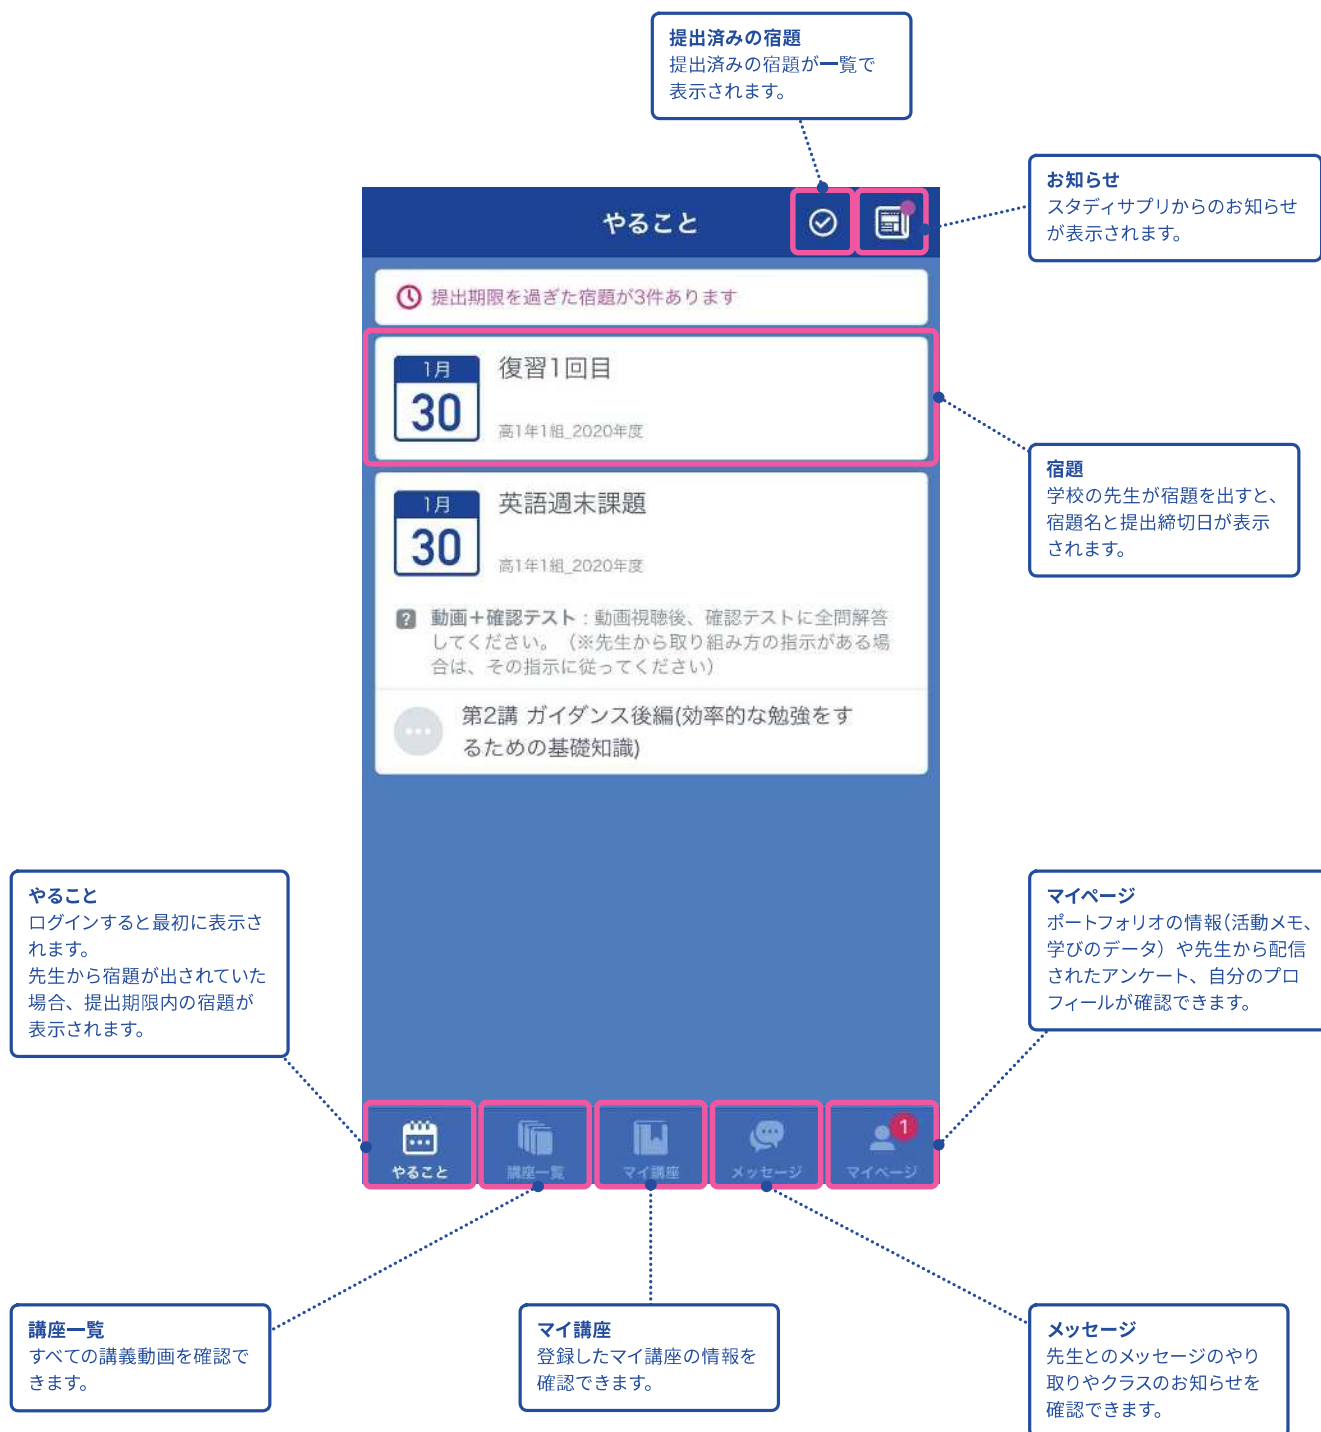 提出済みの宿題
提出済みの宿題が一覧で
表示されます。
お知らせ
スタディサプリからのお知らせ
が表示されます。
やること
提出期限を過ぎた宿題が3件あります
1月
30
復習1回目
高1年1組_2020年度
宿題
学校の先生が宿題を出すと、
宿題名と提出締切日が表示
されます。
1月
30
英語週末課題
高1年1組_2020年度
? 動画＋確認テスト：動画視聴後、確認テストに全問解答
してください。（※先生から取り組み方の指示がある場
合は、その指示に従ってください）
第2講 ガイダンス後編(効率的な勉強をす
るための基礎知識)
やること
ログインすると最初に表示さ
れます。
先生から宿題が出されていた
場合、提出期限内の宿題が
表示されます。
マイページ
ポートフォリオの情報（活動メモ、
学びのデータ）や先生から配信
されたアンケート、自分のプロ
フィールが確認できます。
やること
講座一覧
マイ講座
メッセージ
1
マイページ
講座一覧
すべての講義動画を確認で
きます。
マイ講座
登録したマイ講座の情報を
確認できます。
メッセージ
先生とのメッセージのやり
取りやクラスのお知らせを
確認できます。